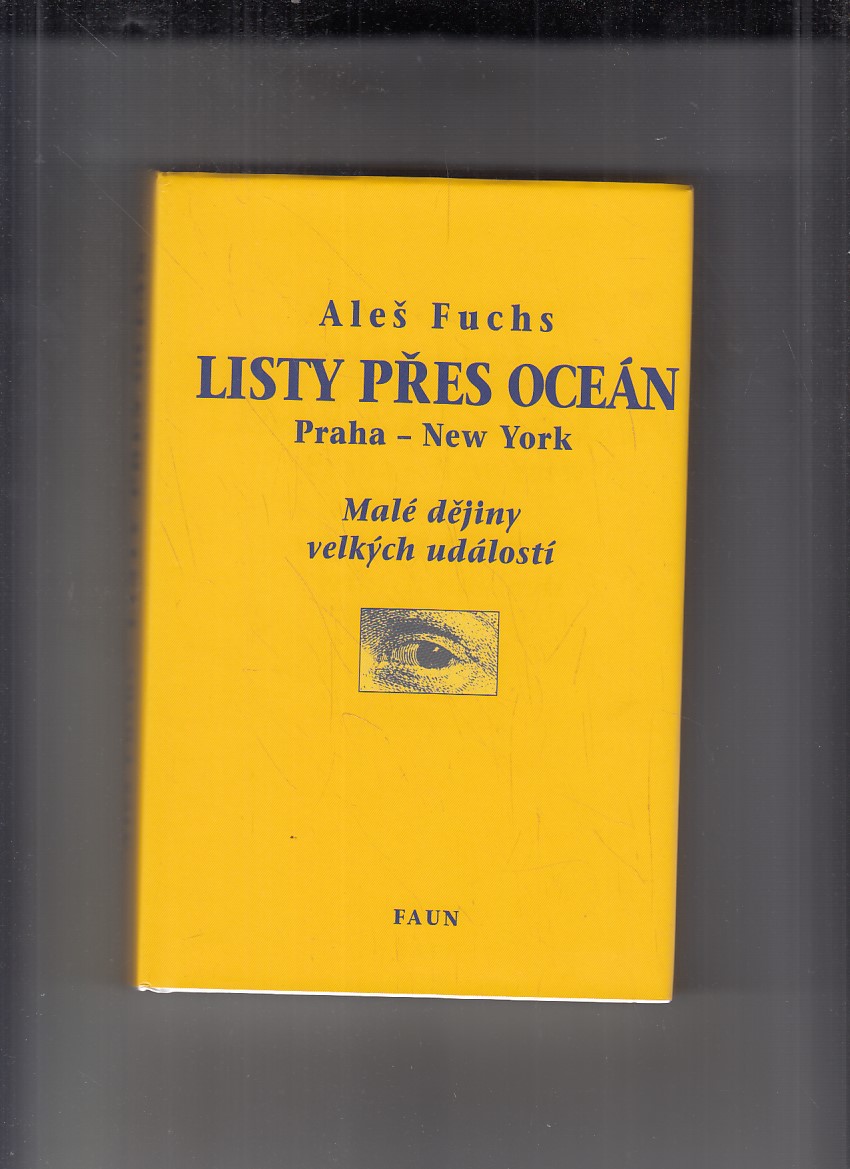 Aleš Fuchs
LISTY PŘES OCEÁN
Praha – New York
Malé dějiny
velkých událostí
FAUN